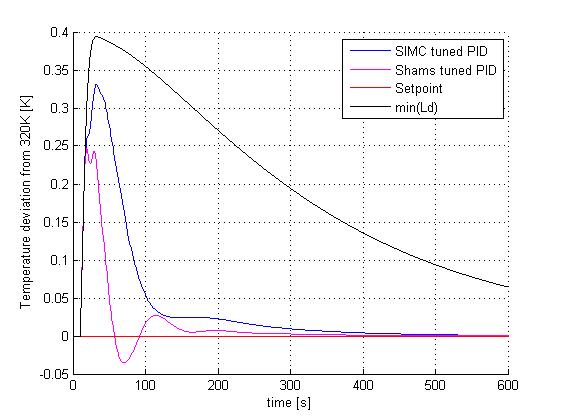 0.4
0.35
0.3
0.25
0.2
0.15
0.1
0.05
0
-0.05
Temperature deviation from 320K [K]
SIMC tuned PID
Shams tuned PID
Setpoint
min(Ld)
0 100 200 300 400 500 600
time [s]